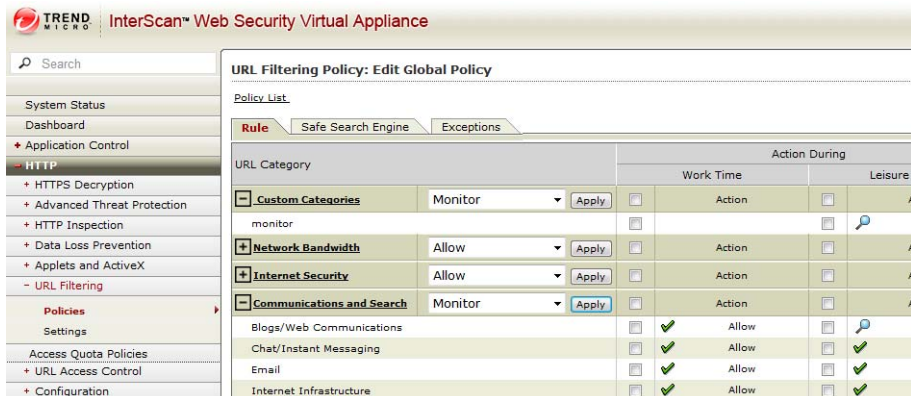 TREND MICRO InterScan™ Web Security Virtual Appliance
Search
System Status
Dashboard
+ Application Control
- HTTP
+ HTTPS Decryption
+ Advanced Threat Protection
+ HTTP Inspection
+ Data Loss Prevention
+ Applets and ActiveX
- URL Filtering
Policies
Settings
Access Quota Policies
+ URL Access Control
+ Configuration
URL Filtering Policy: Edit Global Policy
Policy List
Rule Safe Search Engine Exceptions
URL Category Action During
Work Time Leisure
Custom Categories Monitor Apply Action
monitor
Network Bandwidth Allow Apply Action
Internet Security Allow Apply Action
Communications and Search Monitor Apply Action
Blogs/Web Communications Allow
Chat/Instant Messaging Allow
Email Allow
Internet Infrastructure Allow